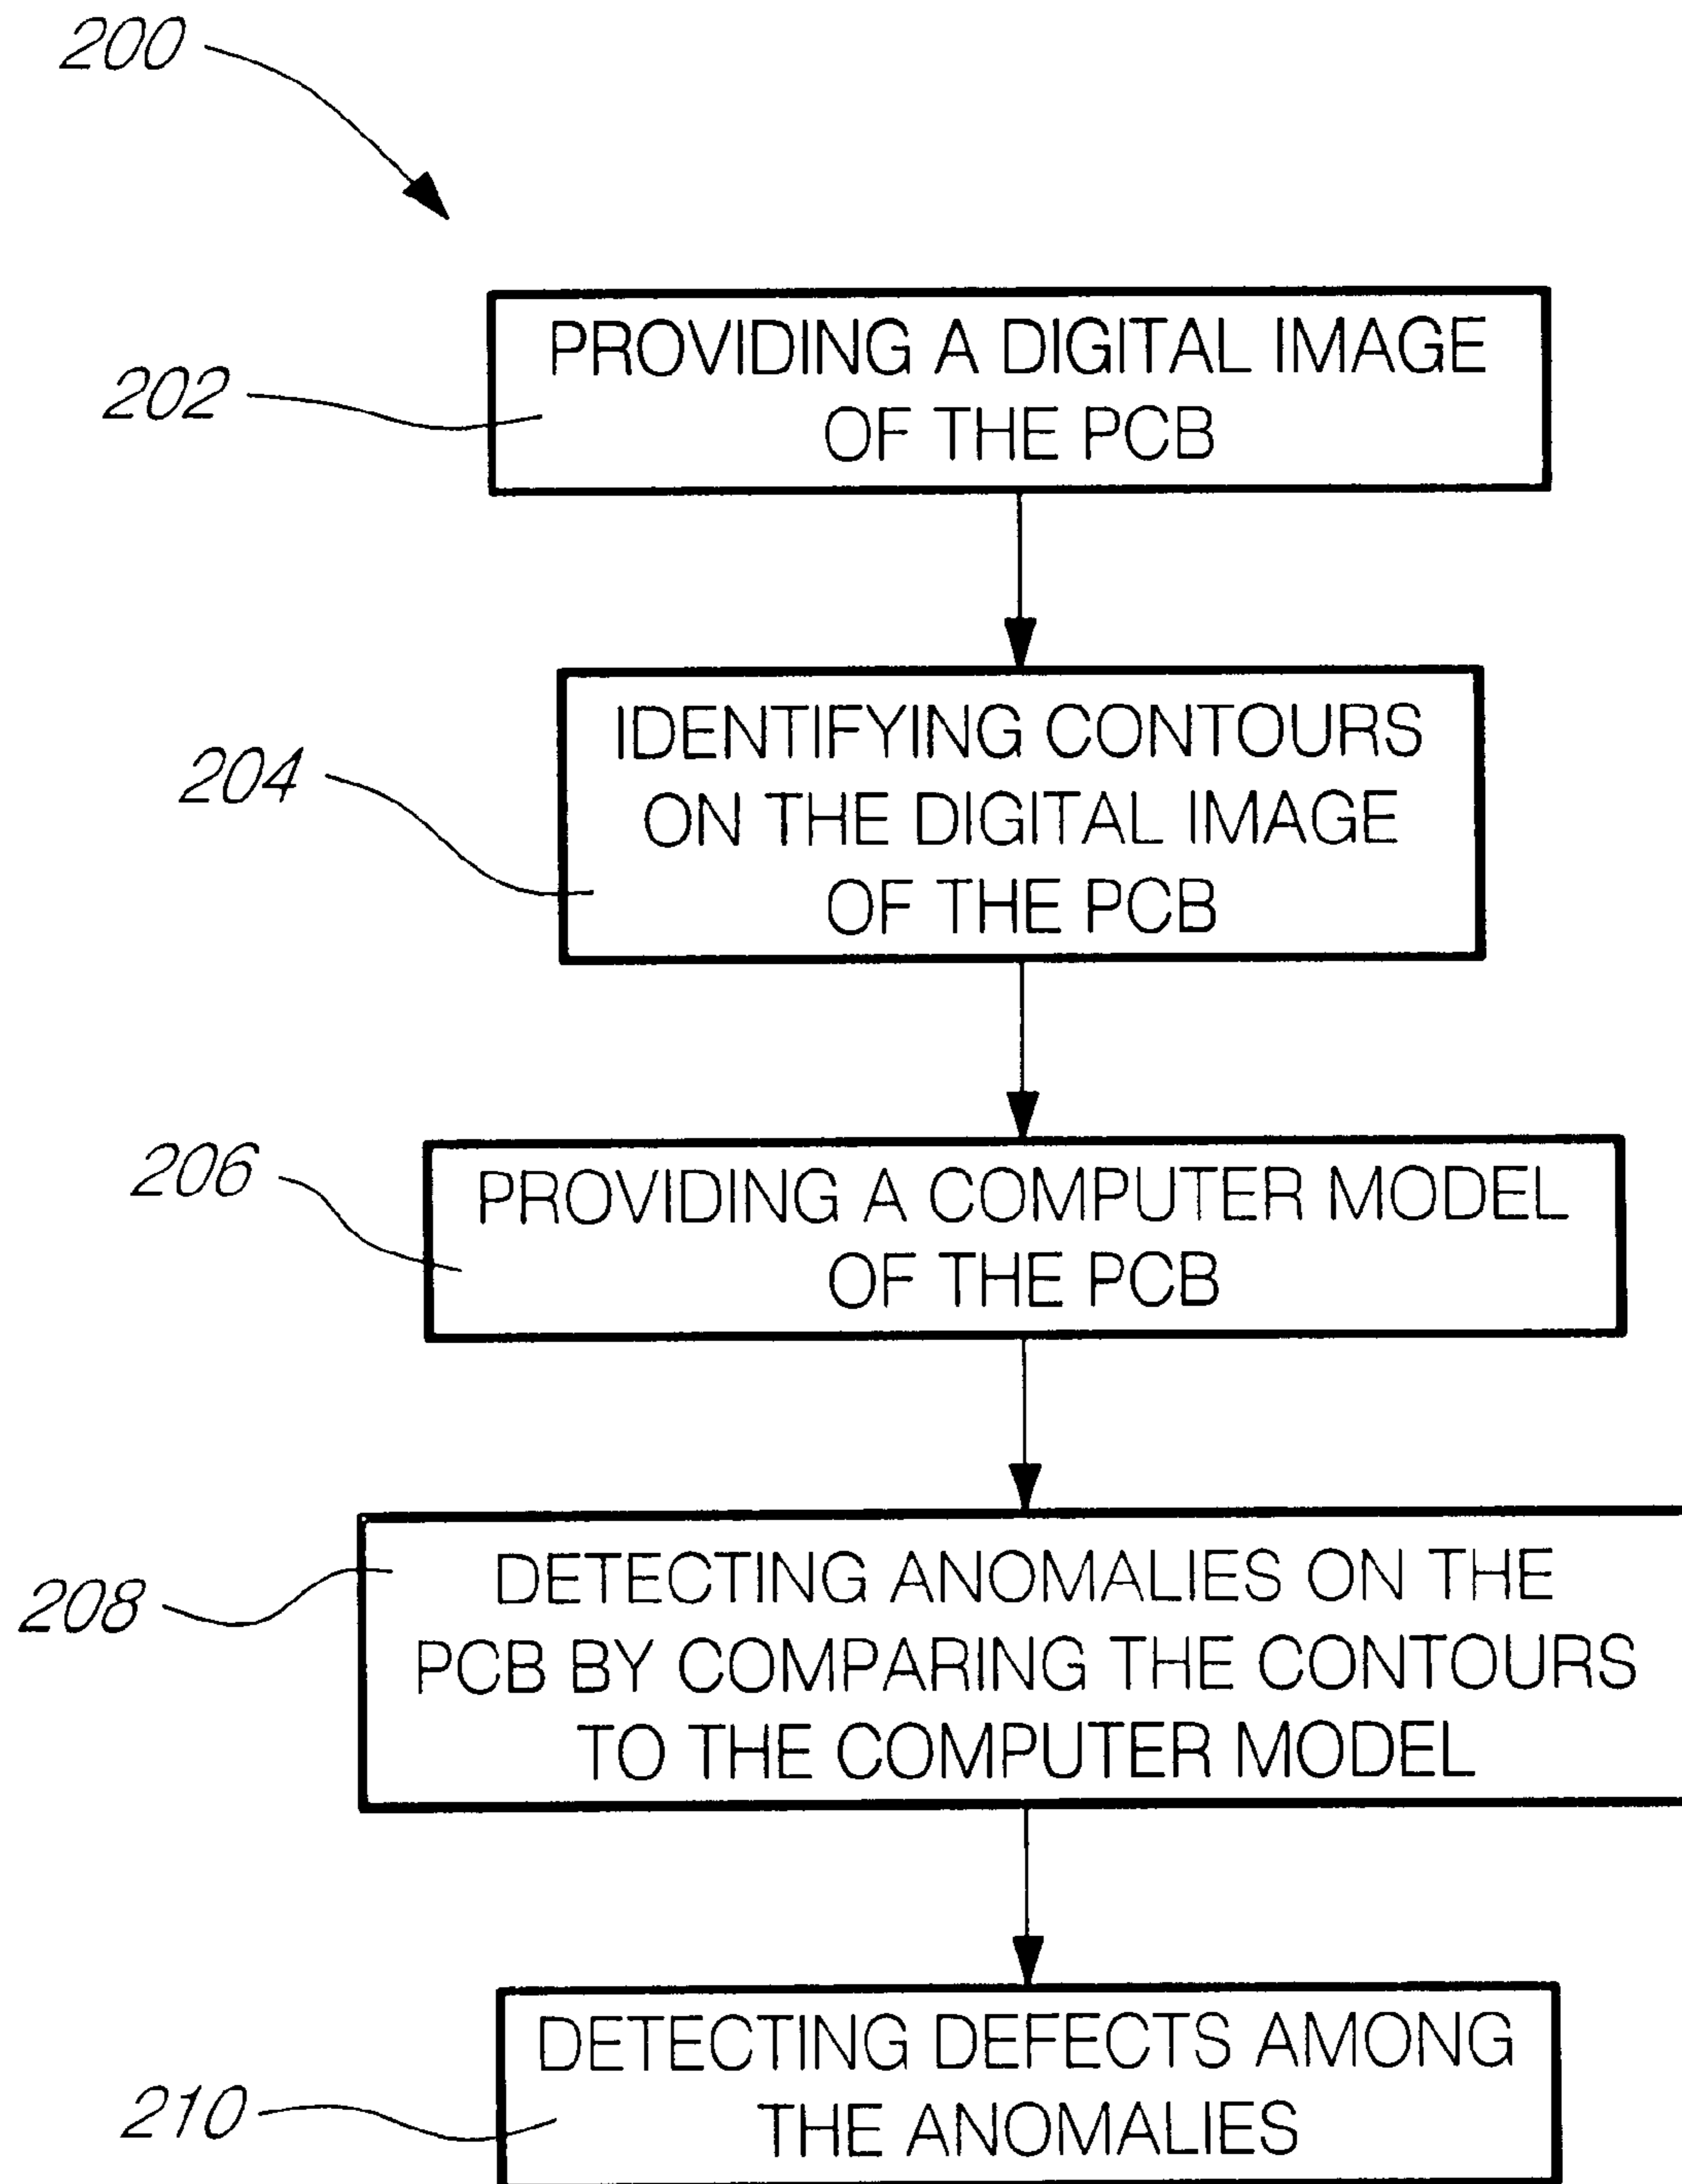 200
202
PROVIDING A DIGITAL IMAGE
OF THE PCB
204
IDENTIFYING CONTOURS
ON THE DIGITAL IMAGE
OF THE PCB
206
PROVIDING A COMPUTER MODEL
OF THE PCB
208
DETECTING ANOMALIES ON THE
PCB BY COMPARING THE CONTOURS
TO THE COMPUTER MODEL
210
DETECTING DEFECTS AMONG
THE ANOMALIES